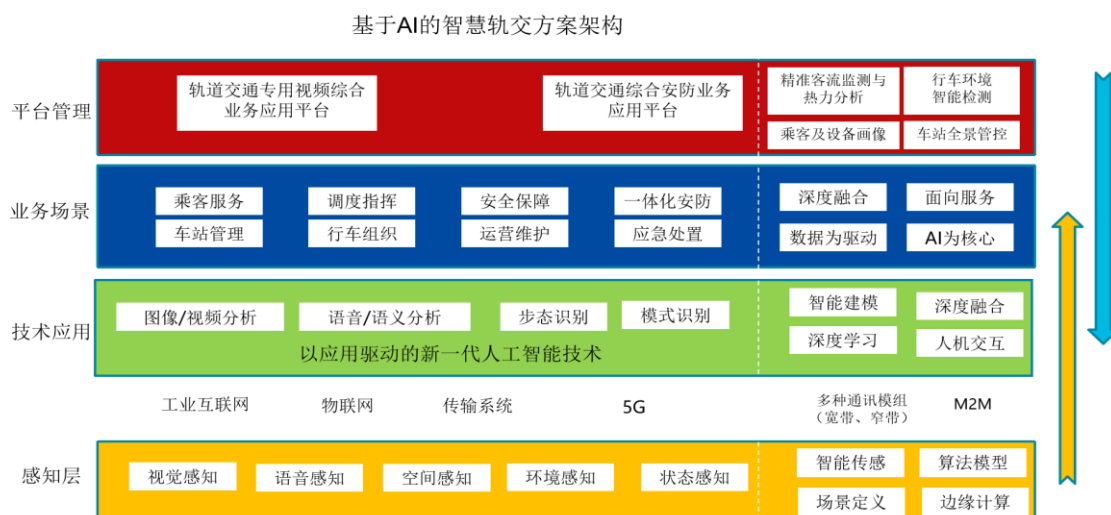 基于AI的智慧轨交方案架构
平台管理
轨道交通专用视频综合
业务应用平台
轨道交通综合安防业务
应用平台
精准客流监测与
热力分析
行车环境
智能检测
乘客及设备画像
车站全景管控
业务场景
乘客服务
调度指挥
安全保障
一体化安防
深度融合
面向服务
车站管理
行车组织
运营维护
应急处置
数据为驱动
AI为核心
技术应用
图像/视频分析
语音/语义分析
步态识别
模式识别
智能建模
深度融合
以应用驱动的新一代人工智能技术
深度学习
人机交互
工业互联网
物联网
传输系统
5G
多种通讯模组
(宽带、窄带)
M2M
感知层
视觉感知
语音感知
空间感知
环境感知
状态感知
智能传感
算法模型
场景定义
边缘计算